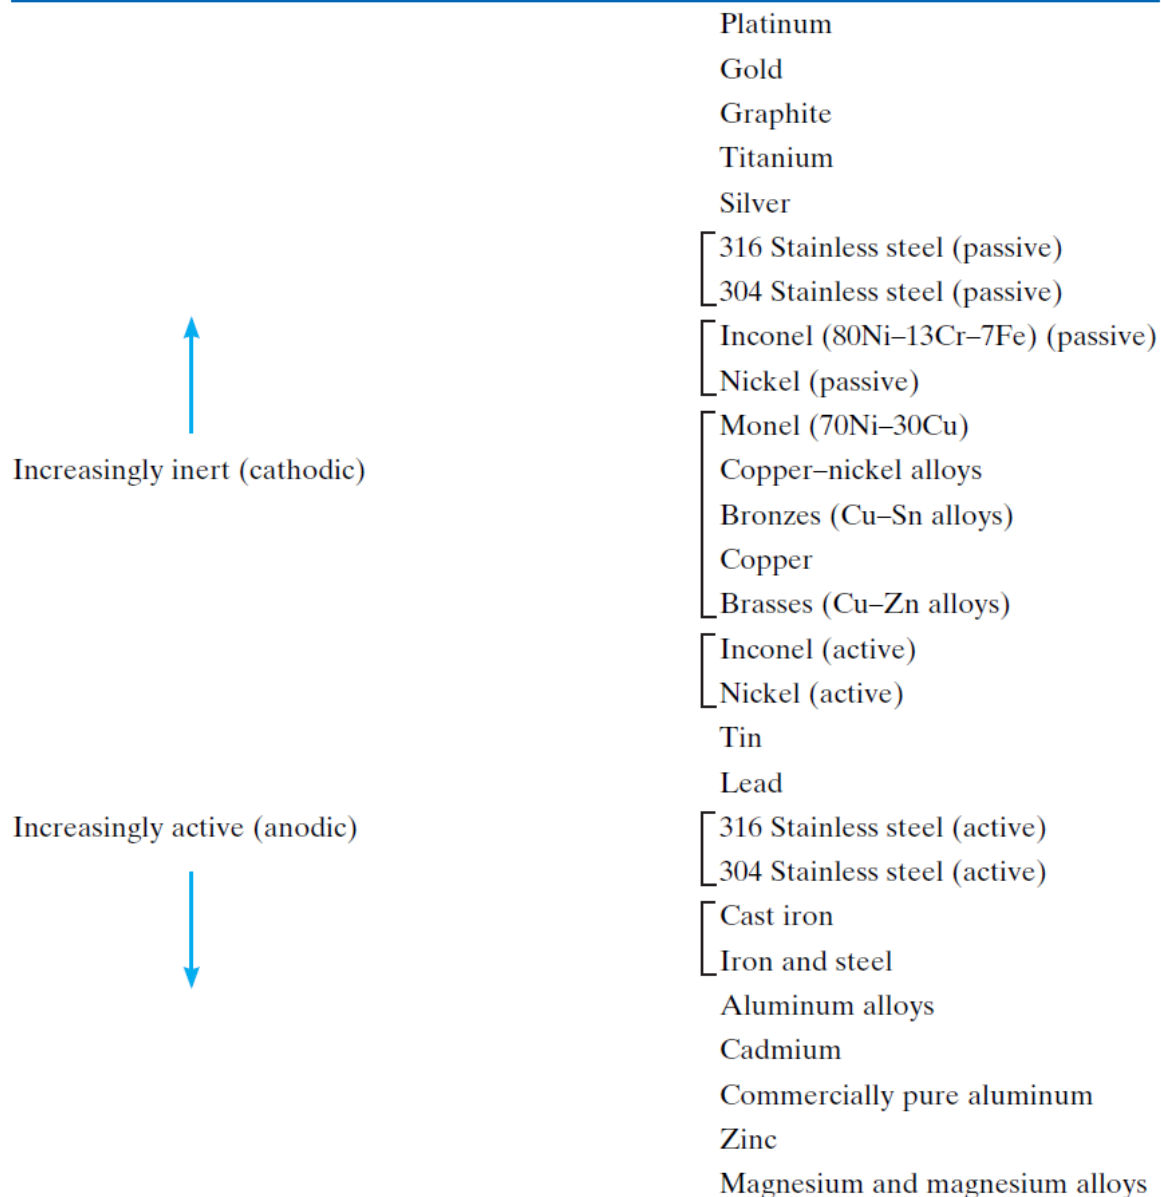 Platinum
Gold
Graphite
Titanium
Silver
316 Stainless steel (passive)
304 Stainless steel (passive)
Inconel (80Ni–13Cr–7Fe) (passive)
Nickel (passive)
Monel (70Ni–30Cu)
Increasingly inert (cathodic)
Copper–nickel alloys
Bronzes (Cu–Sn alloys)
Copper
Brasses (Cu–Zn alloys)
Inconel (active)
Nickel (active)
Tin
Lead
Increasingly active (anodic)
316 Stainless steel (active)
304 Stainless steel (active)
Cast iron
Iron and steel
Aluminum alloys
Cadmium
Commercially pure aluminum
Zinc
Magnesium and magnesium alloys